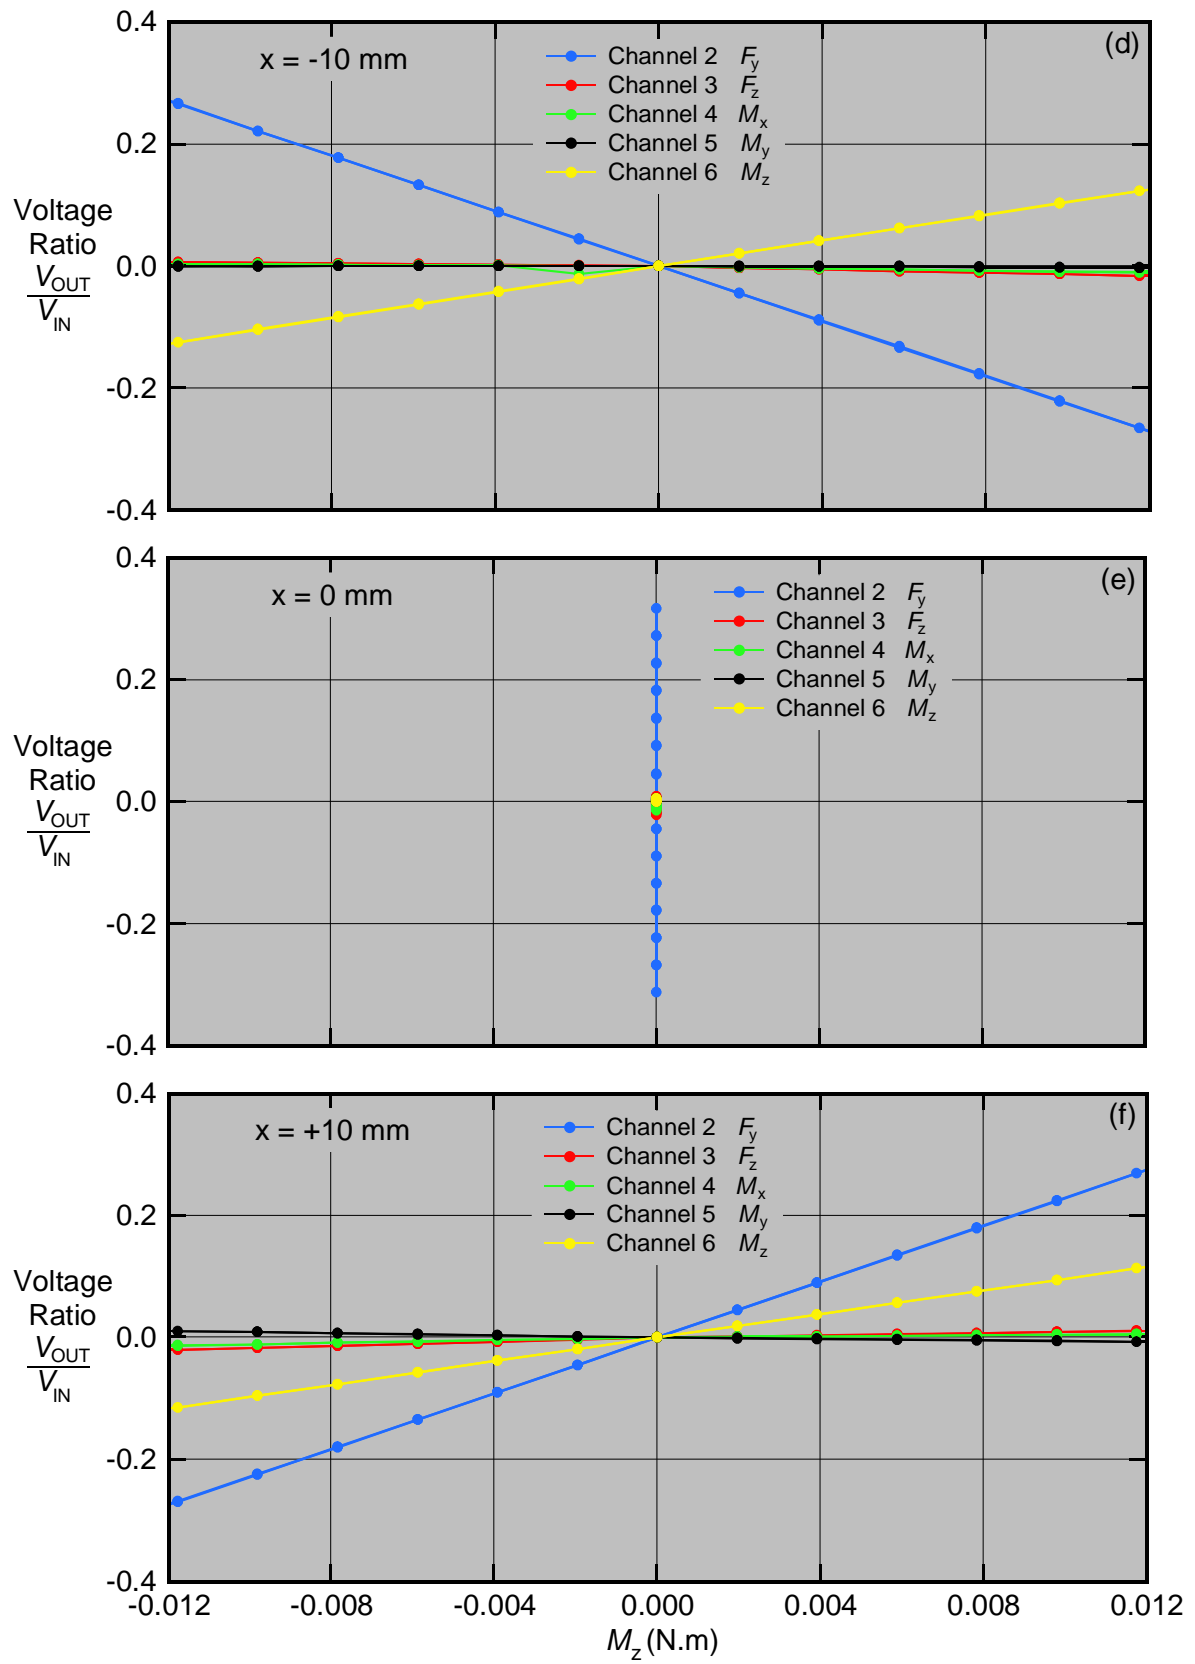 0.4
x = -10 mm
(d)
Channel 2 Fy
Channel 3 Fz
Channel 4 Mx
Channel 5 My
Channel 6 Mz
0.2
Voltage
Ratio
VOUT
VIN
0.0
-0.2
-0.4
0.4
x = 0 mm
(e)
Channel 2 Fy
Channel 3 Fz
Channel 4 Mx
Channel 5 My
Channel 6 Mz
0.2
Voltage
Ratio
VOUT
VIN
0.0
-0.2
-0.4
0.4
x = +10 mm
(f)
Channel 2 Fy
Channel 3 Fz
Channel 4 Mx
Channel 5 My
Channel 6 Mz
0.2
Voltage
Ratio
VOUT
VIN
0.0
-0.2
-0.4
-0.012 -0.008 -0.004 0.000 0.004 0.008 0.012
Mz (N.m)